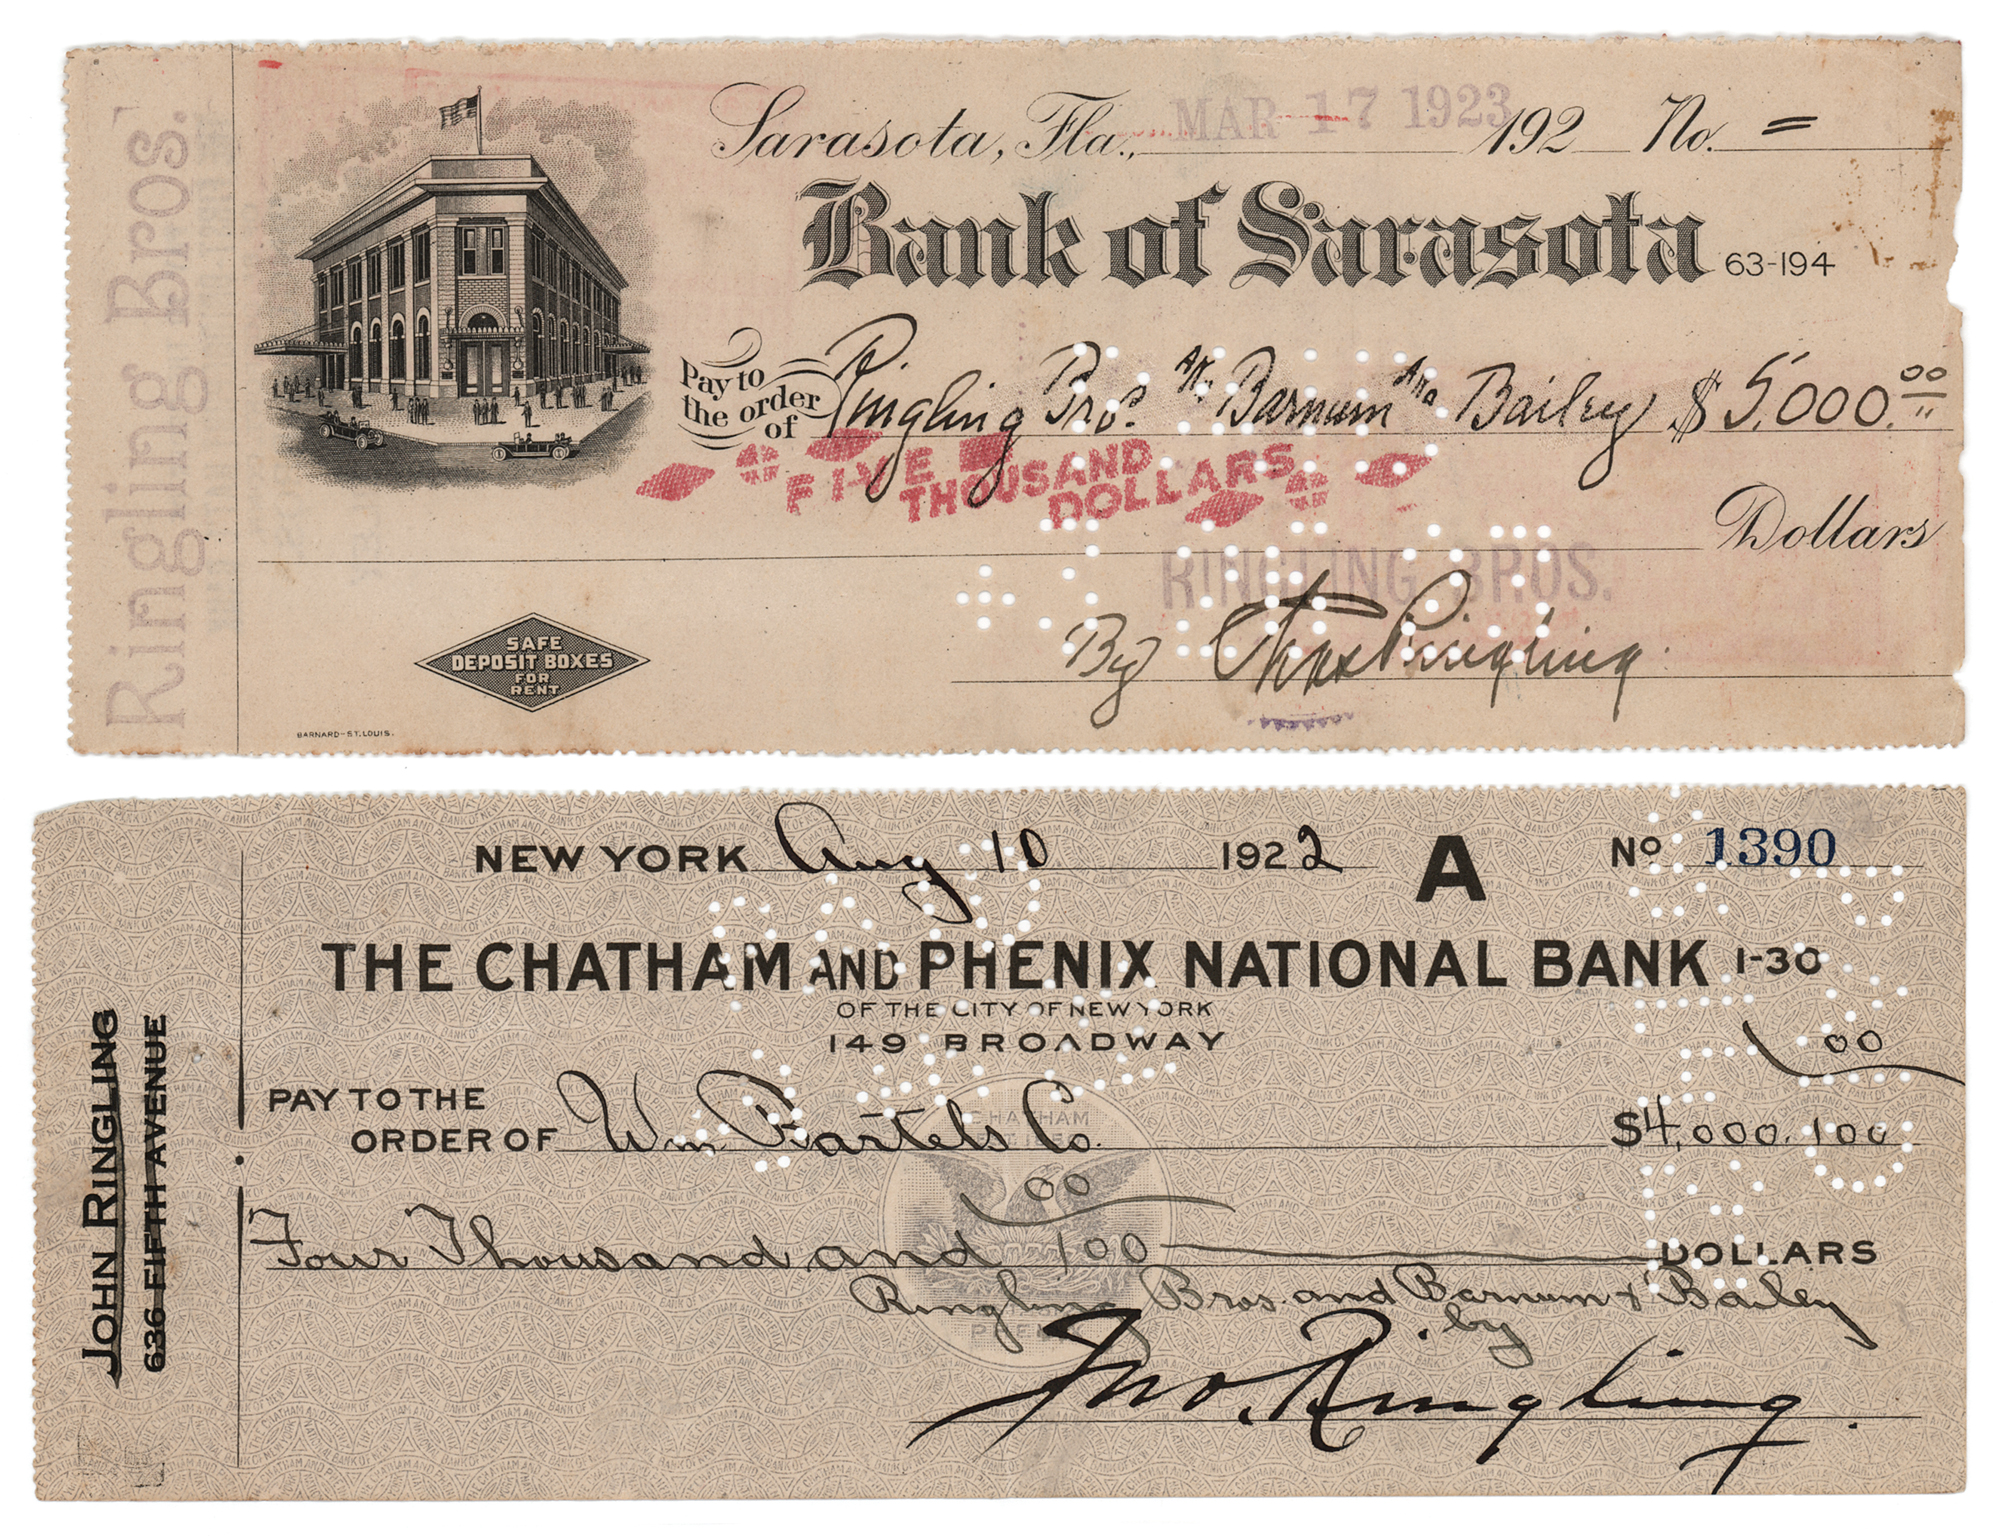 Ringling Bros.
Sarasota, Fla., MAR 17 1923 192 No. =
Bank of Sarasota 63-194
Pay to
the order
of Ringling Bros. Barnum Bailey $ 5,000.00
FIVE
THOUSAND
DOLLARS
Dollars
RINGLING BROS.
By Chas Ringling
SAFE
DEPOSIT BOXES
FOR
RENT
BARNARD-ST. LOUIS.
JOHN RINGLING
636 FIFTH AVENUE
NEW YORK Aug 10 1922 A No 1390
THE CHATHAM AND PHENIX NATIONAL BANK 1-30
OF THE CITY OF NEW YORK
149 BROADWAY
PAY TO THE
ORDER OF Wm Bartels Co. $4,000.00/100
CHATHAM
Four Thousand and 00/100 DOLLARS
Ringling Bros. and Barnum & Bailey
by
Jno. Ringling.